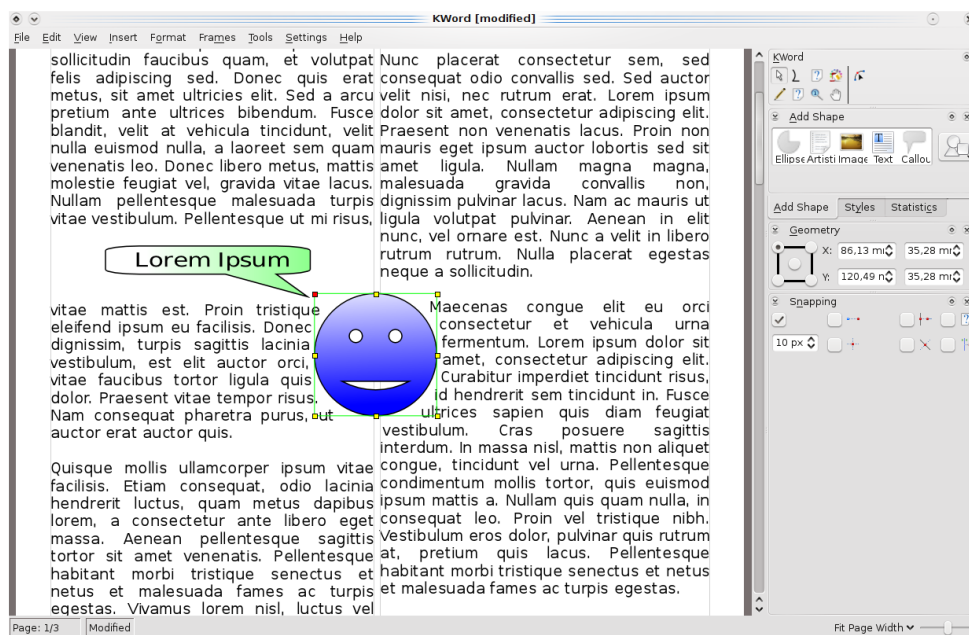 KWord [modified]
File Edit View Insert Format Frames Tools Settings Help
sollicitudin faucibus quam, et volutpat
felis adipiscing sed. Donec quis erat
metus, sit amet ultricies elit. Sed a arcu
pretium ante ultrices bibendum. Fusce
blandit, velit at vehicula tincidunt, velit
nulla euismod nulla, a laoreet sem quam
venenatis leo. Donec libero metus, mattis
molestie feugiat vel, gravida vitae lacus.
Nullam pellentesque malesuada turpis
vitae vestibulum. Pellentesque ut mi risus,
Lorem Ipsum
vitae mattis est. Proin tristique
eleifend ipsum eu facilisis. Donec
dignissim, turpis sagittis lacinia
vestibulum, est elit auctor orci,
vitae faucibus tortor ligula quis
dolor. Praesent vitae tempor risus.
Nam consequat pharetra purus, ut
auctor erat auctor quis.
Quisque mollis ullamcorper ipsum vitae
facilisis. Etiam consequat, odio lacinia
hendrerit luctus, quam metus dapibus
lorem, a consectetur ante libero eget
massa. Aenean pellentesque sagittis
tortor sit amet venenatis. Pellentesque
habitant morbi tristique senectus et
netus et malesuada fames ac turpis
egestas. Vivamus lorem nisl, luctus vel
Nunc placerat consectetur sem, sed
consequat odio convallis sed. Sed auctor
velit nisi, nec rutrum erat. Lorem ipsum
dolor sit amet, consectetur adipiscing elit.
Praesent non venenatis lacus. Proin non
mauris eget ipsum auctor lobortis sed sit
amet ligula. Nullam magna magna,
malesuada gravida convallis non,
dignissim pulvinar lacus. Nam ac mauris ut
ligula volutpat pulvinar. Aenean in elit
nunc, vel ornare est. Nunc a velit in libero
rutrum rutrum. Nulla placerat egestas
neque a sollicitudin.
Maecenas congue elit eu orci
consectetur et vehicula urna
fermentum. Lorem ipsum dolor sit
amet, consectetur adipiscing elit.
Curabitur imperdiet tincidunt risus,
id hendrerit sem tincidunt in. Fusce
ultrices sapien quis diam feugiat
vestibulum. Cras posuere sagittis
interdum. In massa nisl, mattis non aliquet
congue, tincidunt vel urna. Pellentesque
condimentum mollis tortor, quis euismod
ipsum mattis a. Nullam quis quam nulla, in
consequat leo. Proin vel tristique nibh.
Vestibulum eros dolor, pulvinar quis rutrum
at, pretium quis lacus. Pellentesque
habitant morbi tristique senectus et netus
et malesuada fames ac turpis egestas.
KWord
Add Shape
Ellipse Artisti Image Text Callou
Add Shape Styles Statistics
Geometry
X: 86,13 m 35,28 mi
Y: 120,49 n 35,28 mi
Snapping
10 px
Page: 1/3 Modified
Fit Page Width